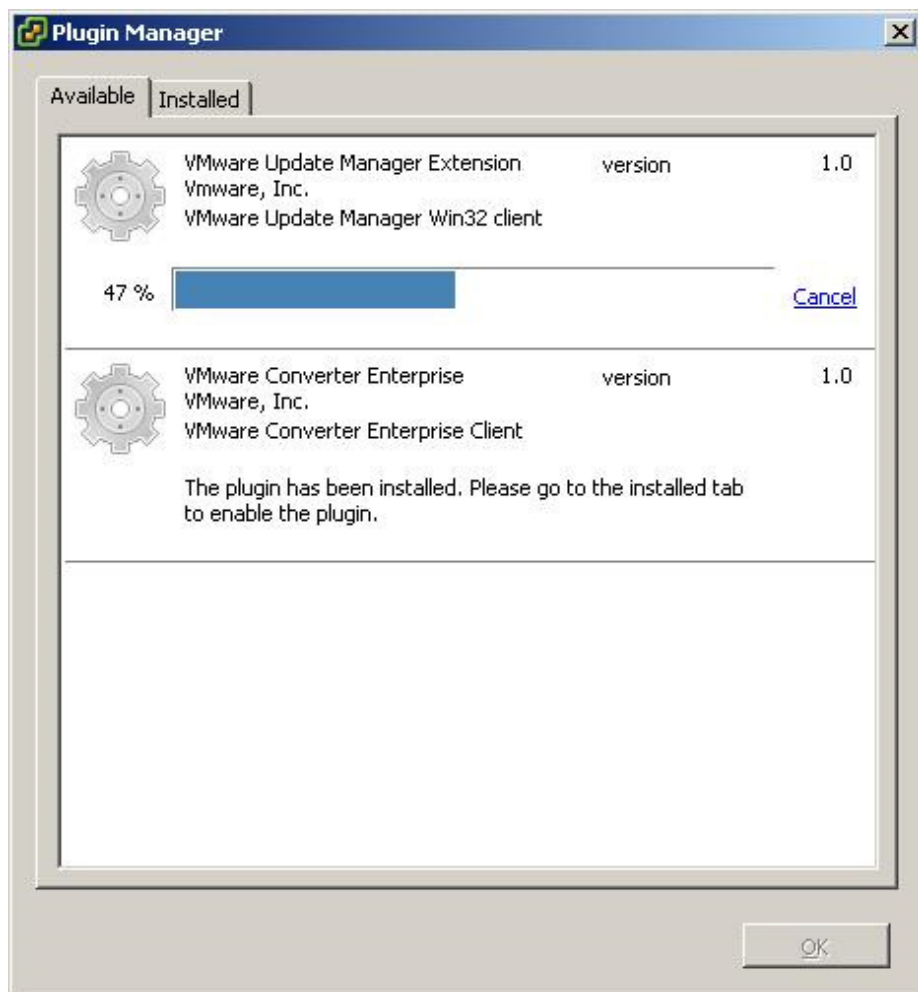 Plugin Manager
Available Installed
VMware Update Manager Extension version 1.0
Vmware, Inc.
VMware Update Manager Win32 client
47 %
Cancel
VMware Converter Enterprise version 1.0
VMware, Inc.
VMware Converter Enterprise Client
The plugin has been installed. Please go to the installed tab
to enable the plugin.
OK